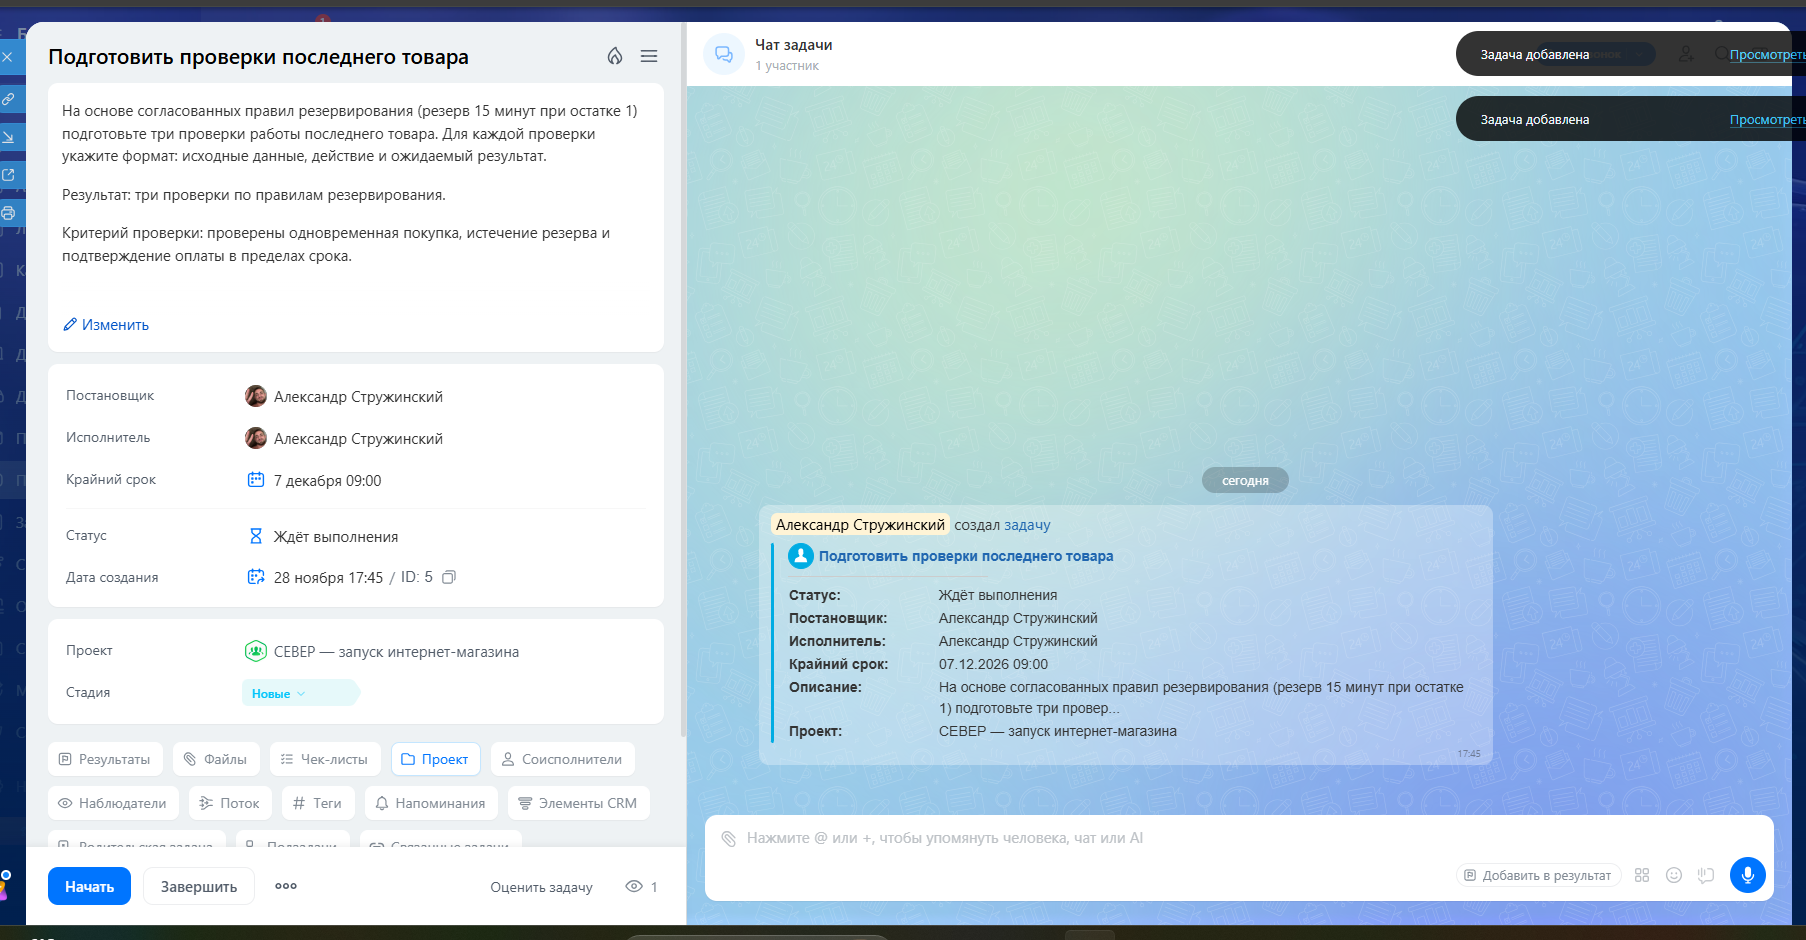 Подготовить проверки последнего товара
На основе согласованных правил резервирования (резерв 15 минут при остатке 1)
подготовьте три проверки работы последнего товара. Для каждой проверки
укажите формат: исходные данные, действие и ожидаемый результат.
Результат: три проверки по правилам резервирования.
Критерий проверки: проверены одновременная покупка, истечение резерва и
подтверждение оплаты в пределах срока.
Изменить
Постановщик Александр Стружинский
Исполнитель Александр Стружинский
Крайний срок 7 декабря 09:00
Статус Ждёт выполнения
Дата создания 28 ноября 17:45 / ID: 5
Проект СЕВЕР — запуск интернет-магазина
Стадия Новые
Результаты Файлы Чек-листы Проект Соисполнители
Наблюдатели Поток Теги Напоминания Элементы CRM
Родительская задача Подзадачи Связанные задачи
Начать Завершить Оценить задачу 1
Чат задачи
1 участник
Задача добавлена Просмотреть
Задача добавлена Просмотреть
сегодня
Александр Стружинский создал задачу
Подготовить проверки последнего товара
Статус: Ждёт выполнения
Постановщик: Александр Стружинский
Исполнитель: Александр Стружинский
Крайний срок: 07.12.2026 09:00
Описание: На основе согласованных правил резервирования (резерв 15 минут при остатке
1) подготовьте три провер...
Проект: СЕВЕР — запуск интернет-магазина
17:45
Нажмите @ или +, чтобы упомянуть человека, чат или AI
Добавить в результат